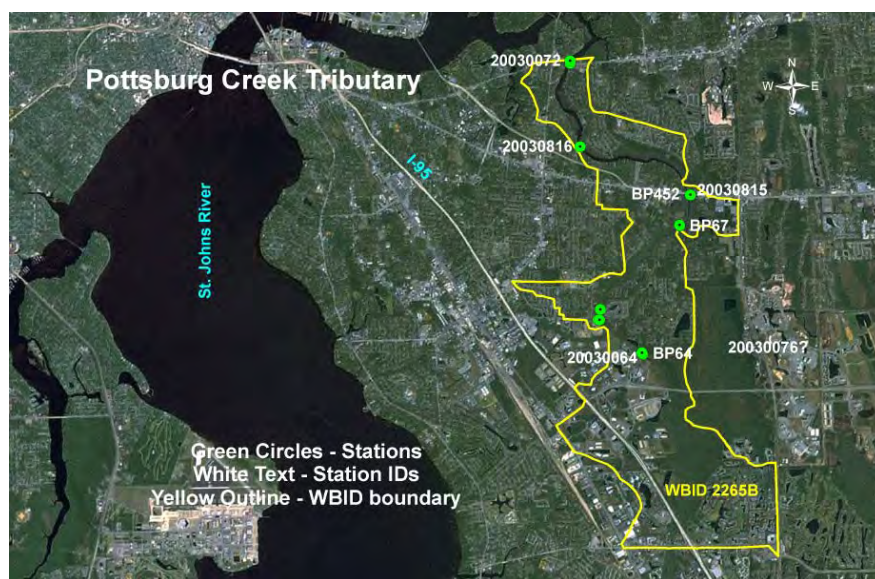 20030072
N
W E
S
Pottsburg Creek Tributary
20030816
I-95
BP452
20030815
BP67
St. Johns River
200300767
20030064
BP64
Green Circles - Stations
White Text - Station IDs
Yellow Outline - WBID boundary
WBID 2265B